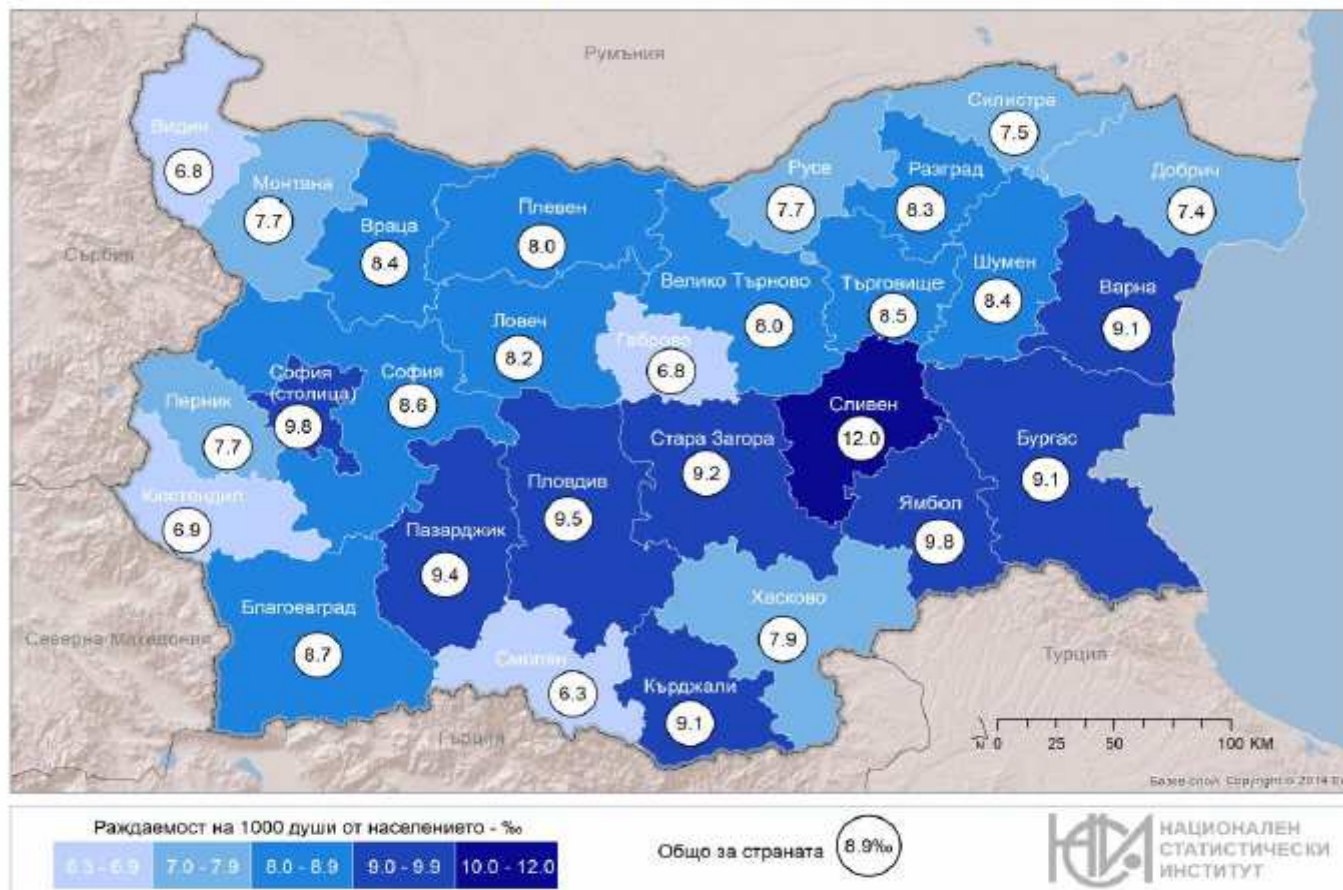 Румъния
Силистра
7.5
Видин
6.8
Монтана
7.7
Враца
8.4
Плевен
8.0
Русе
7.7
Разград
8.3
Добрич
7.4
Сърбия
Ловеч
8.2
Велико Търново
8.0
Търговище
8.5
Шумен
8.4
Варна
9.1
Габрово
6.8
София
(столица)
9.8
София
8.6
Перник
7.7
Сливен
12.0
Стара Загора
9.2
Бургас
9.1
Кюстендил
6.9
Пловдив
9.5
Пазарджик
9.4
Ямбол
9.8
Благоевград
8.7
Хасково
7.9
Северна Македония
Смолян
6.3
Кърджали
9.1
Турция
Гърция
N 0 25 50 100 КМ
Базов слой: Copyright © 2014
Раждаемост на 1000 души от населението - ‰
6.3 - 6.9 7.0 - 7.9 8.0 - 8.9 9.0 - 9.9 10.0 - 12.0
Общо за страната 8.9‰
НСИ
НАЦИОНАЛЕН
СТАТИСТИЧЕСКИ
ИНСТИТУТ